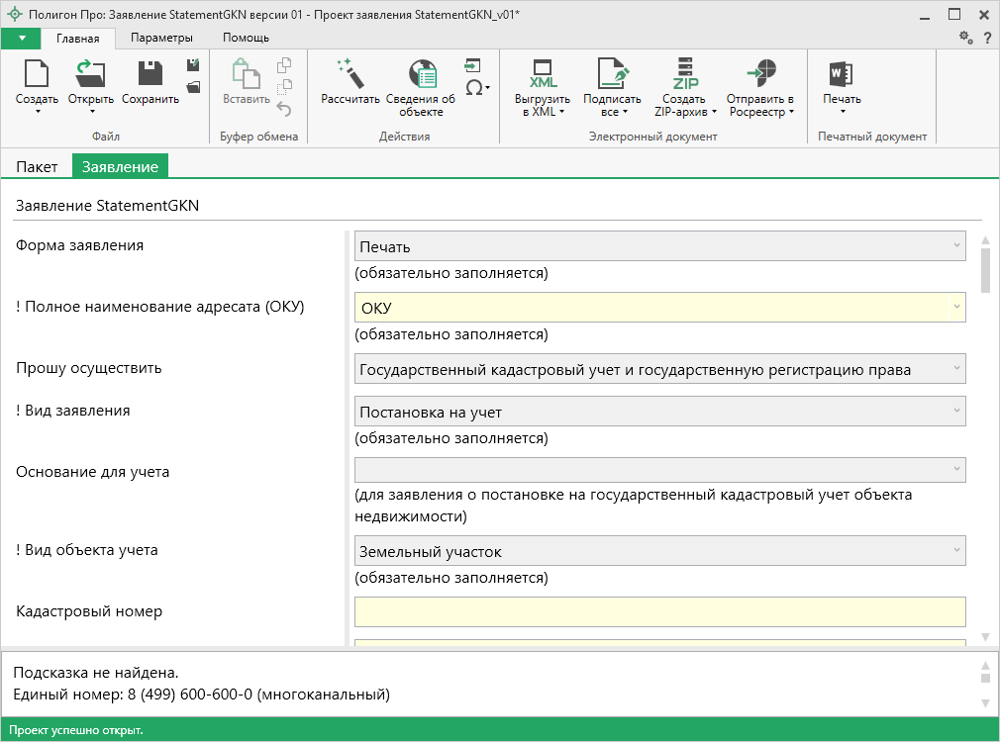 Полигон Про: Заявление StatementGKN версии 01 - Проект заявления StatementGKN_v01*
Главная Параметры Помощь ?
Создать Открыть Сохранить Вставить Рассчитать Сведения об объекте Ω XML Выгрузить в XML Подписать все ZIP Создать ZIP-архив Отправить в Росреестр W Печать
Файл Буфер обмена Действия Электронный документ Печатный документ
Пакет Заявление
Заявление StatementGKN
Форма заявления Печать
(обязательно заполняется)
! Полное наименование адресата (ОКУ) ОКУ
(обязательно заполняется)
Прошу осуществить Государственный кадастровый учет и государственную регистрацию права
! Вид заявления Постановка на учет
(обязательно заполняется)
Основание для учета
(для заявления о постановке на государственный кадастровый учет объекта
недвижимости)
! Вид объекта учета Земельный участок
(обязательно заполняется)
Кадастровый номер
Подсказка не найдена.
Единый номер: 8 (499) 600-600-0 (многоканальный)
Проект успешно открыт.